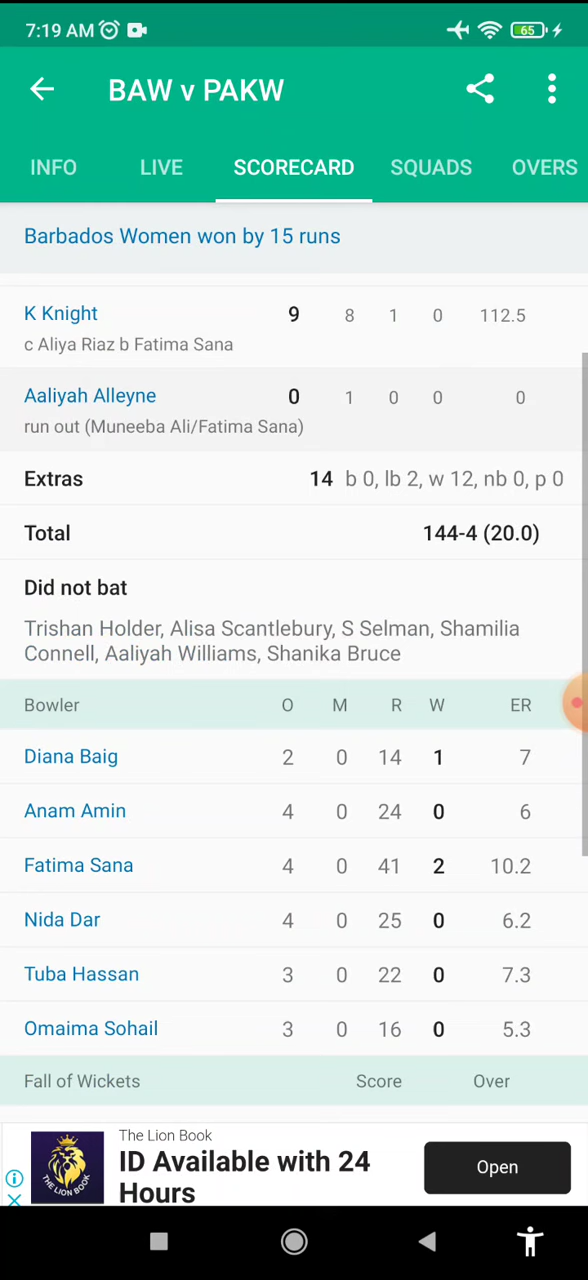 7:19 AM 65
BAW v PAKW
INFO LIVE SCORECARD SQUADS OVERS
Barbados Women won by 15 runs
K Knight 9 8 1 0 112.5
c Aliya Riaz b Fatima Sana
Aaliyah Alleyne 0 1 0 0 0
run out (Muneeba Ali/Fatima Sana)
Extras 14 b 0, lb 2, w 12, nb 0, p 0
Total 144-4 (20.0)
Did not bat
Trishan Holder, Alisa Scantlebury, S Selman, Shamilia
Connell, Aaliyah Williams, Shanika Bruce
Bowler O M R W ER
Diana Baig 2 0 14 1 7
Anam Amin 4 0 24 0 6
Fatima Sana 4 0 41 2 10.2
Nida Dar 4 0 25 0 6.2
Tuba Hassan 3 0 22 0 7.3
Omaima Sohail 3 0 16 0 5.3
Fall of Wickets Score Over
The Lion Book
ID Available with 24
Hours
Open
THE LION BOOK